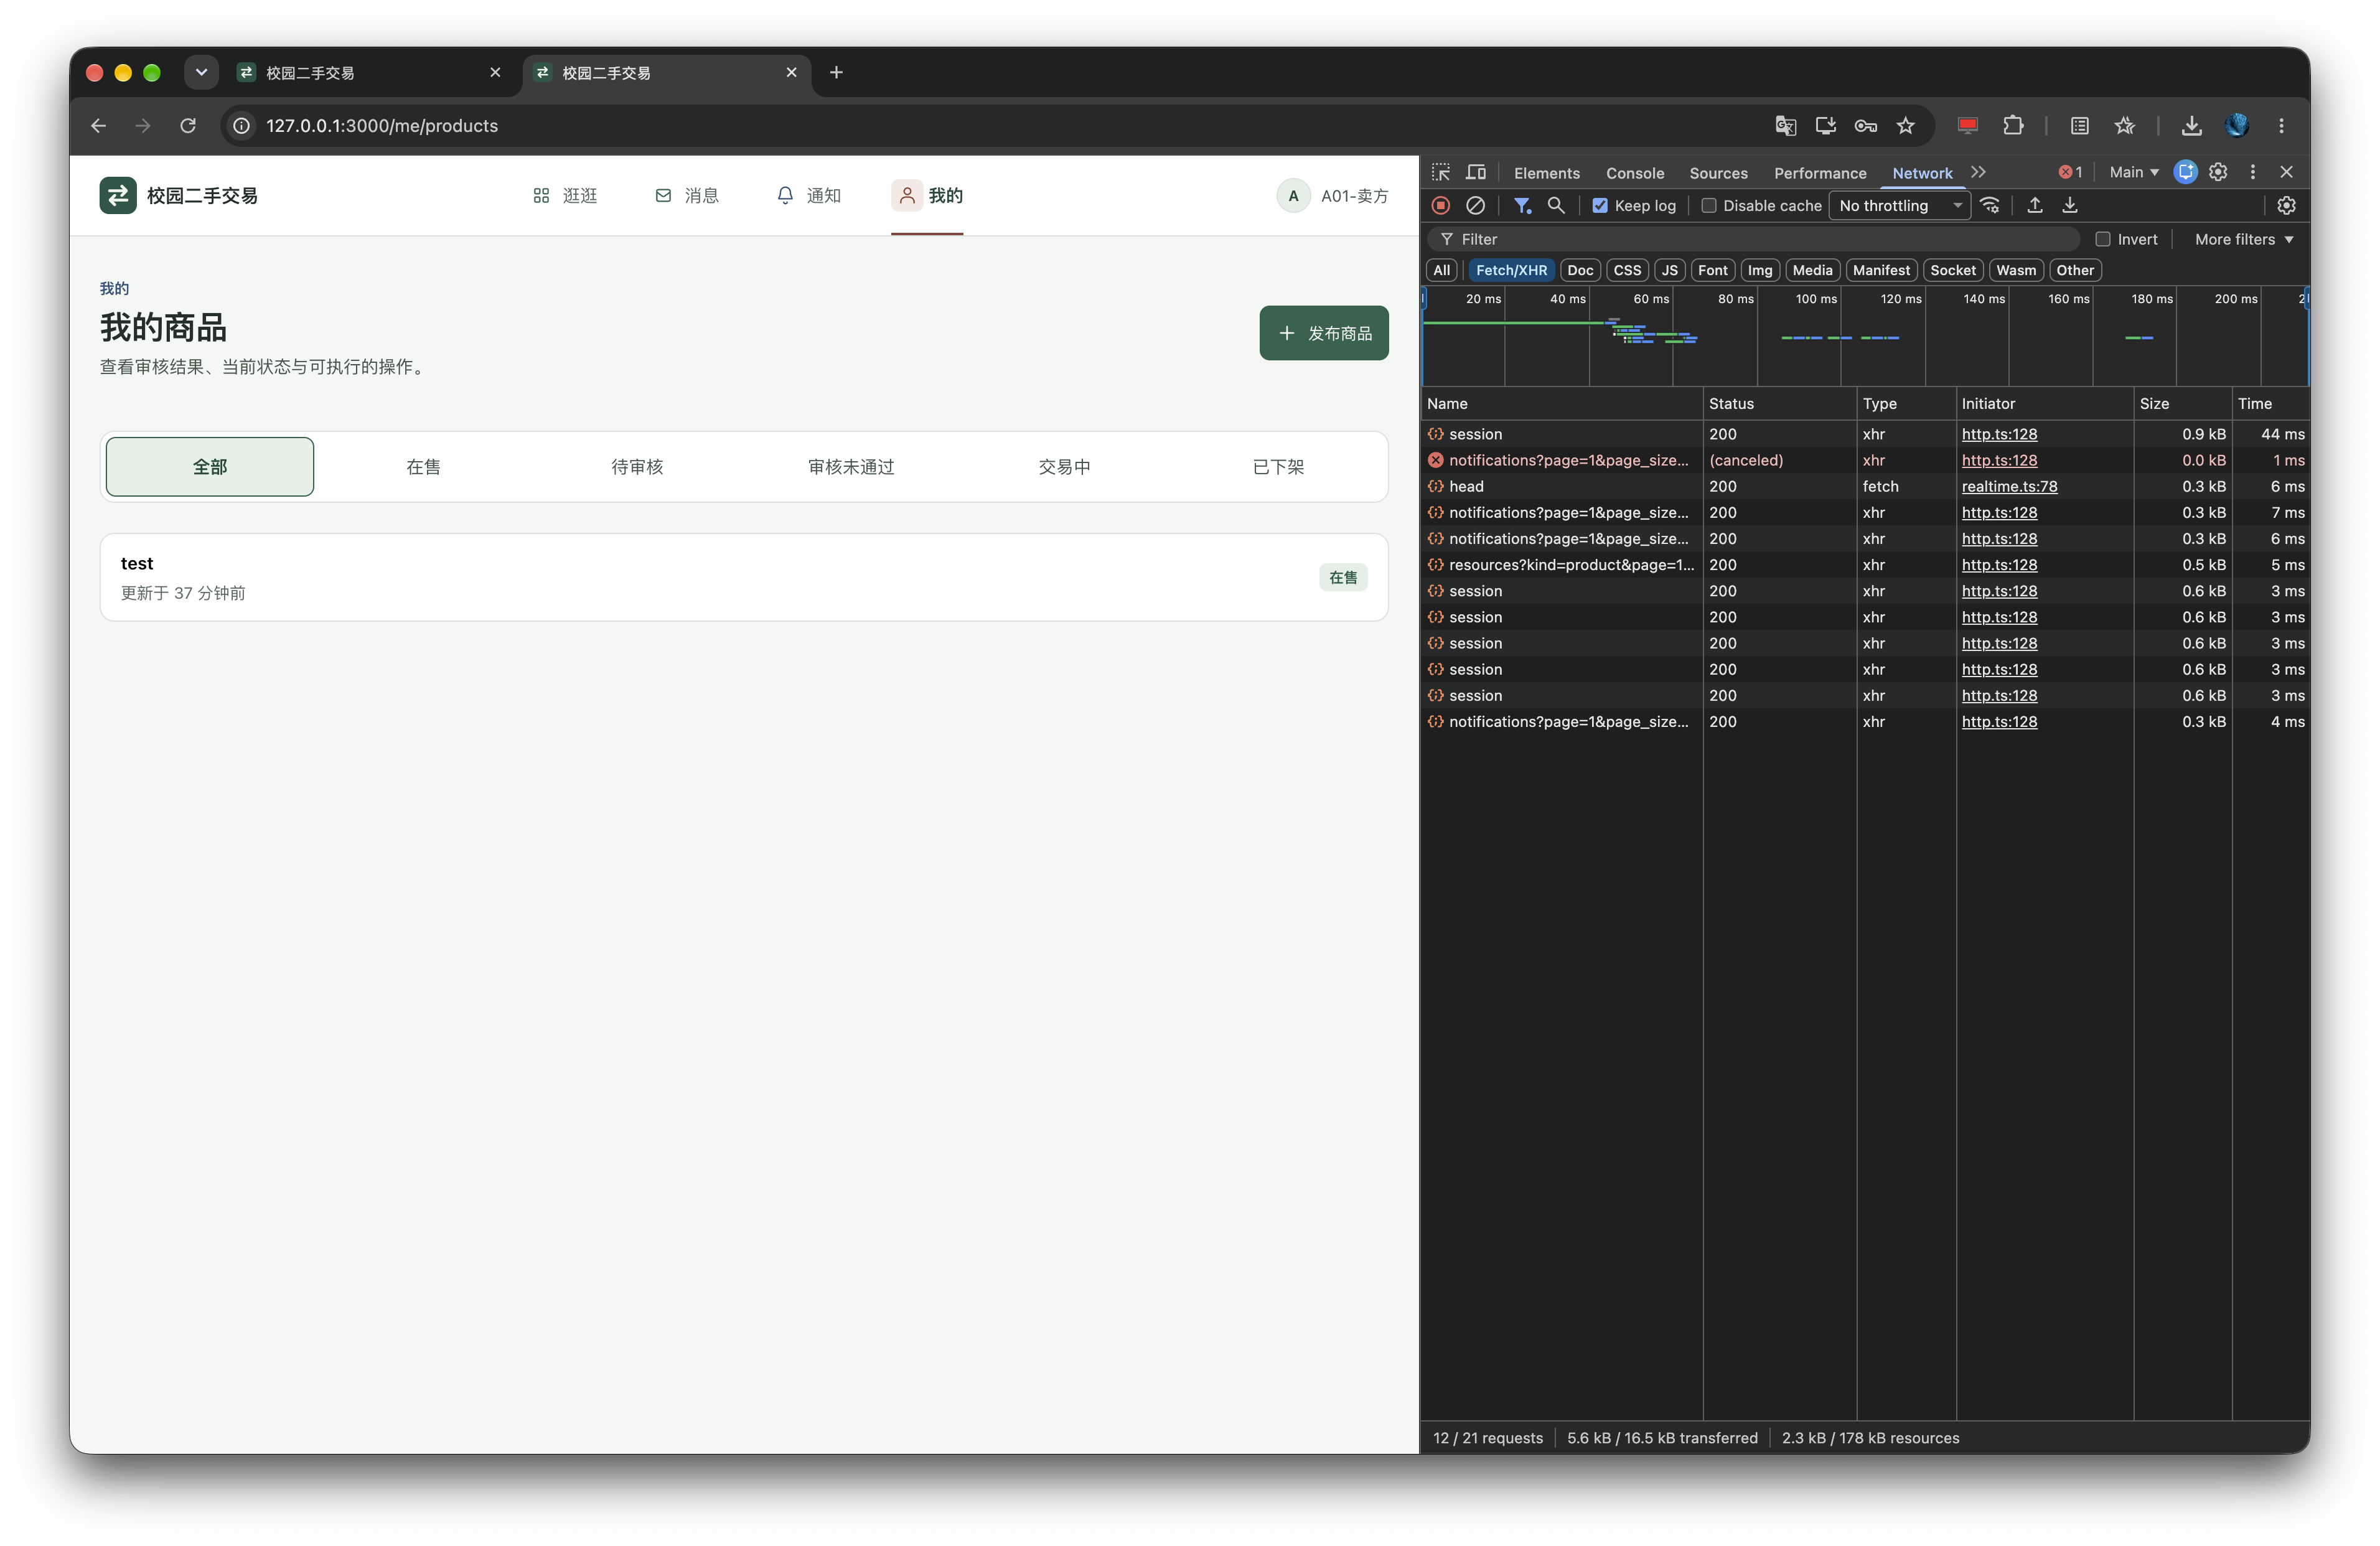 校园二手交易
校园二手交易
127.0.0.1:3000/me/products
校园二手交易
逛逛
消息
通知
我的
A
A01-卖方
我的
我的商品
查看审核结果、当前状态与可执行的操作。
发布商品
全部
在售
待审核
审核未通过
交易中
已下架
test
更新于 37 分钟前
在售
Elements Console Sources Performance Network 1 Main
Keep log Disable cache No throttling
Filter Invert More filters
All Fetch/XHR Doc CSS JS Font Img Media Manifest Socket Wasm Other
20 ms 40 ms 60 ms 80 ms 100 ms 120 ms 140 ms 160 ms 180 ms 200 ms
Name Status Type Initiator Size Time
session 200 xhr http.ts:128 0.9 kB 44 ms
notifications?page=1&page_size... (canceled) xhr http.ts:128 0.0 kB 1 ms
head 200 fetch realtime.ts:78 0.3 kB 6 ms
notifications?page=1&page_size... 200 xhr http.ts:128 0.3 kB 7 ms
notifications?page=1&page_size... 200 xhr http.ts:128 0.3 kB 6 ms
resources?kind=product&page=1... 200 xhr http.ts:128 0.5 kB 5 ms
session 200 xhr http.ts:128 0.6 kB 3 ms
session 200 xhr http.ts:128 0.6 kB 3 ms
session 200 xhr http.ts:128 0.6 kB 3 ms
session 200 xhr http.ts:128 0.6 kB 3 ms
session 200 xhr http.ts:128 0.6 kB 3 ms
notifications?page=1&page_size... 200 xhr http.ts:128 0.3 kB 4 ms
12 / 21 requests 5.6 kB / 16.5 kB transferred 2.3 kB / 178 kB resources